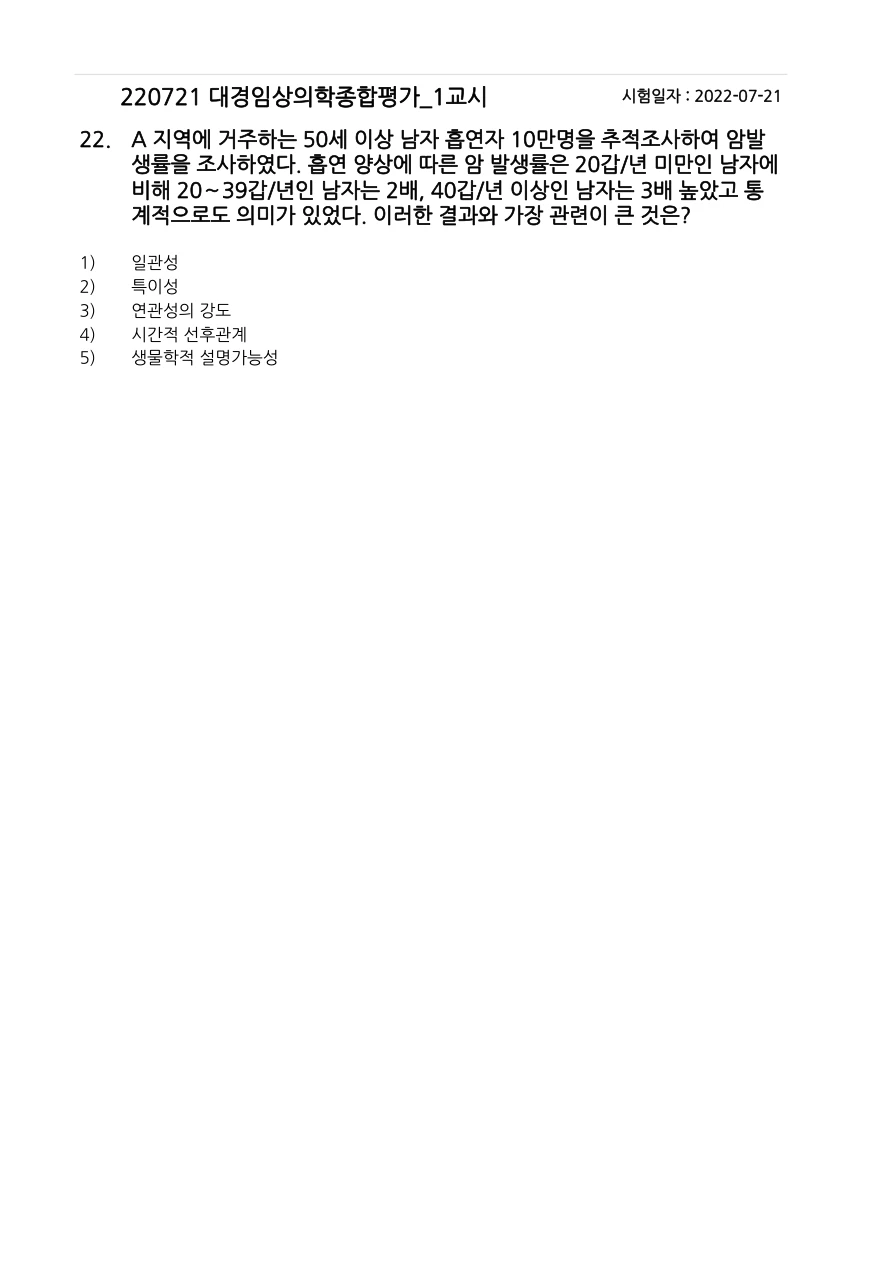 220721 대경임상의학종합평가_1교시 시험일자 : 2022-07-21
22. A 지역에 거주하는 50세 이상 남자 흡연자 10만명을 추적조사하여 암발
생률을 조사하였다. 흡연 양상에 따른 암 발생률은 20갑/년 미만인 남자에
비해 20~39갑/년인 남자는 2배, 40갑/년 이상인 남자는 3배 높았고 통
계적으로도 의미가 있었다. 이러한 결과와 가장 관련이 큰 것은?
1) 일관성
2) 특이성
3) 연관성의 강도
4) 시간적 선후관계
5) 생물학적 설명가능성